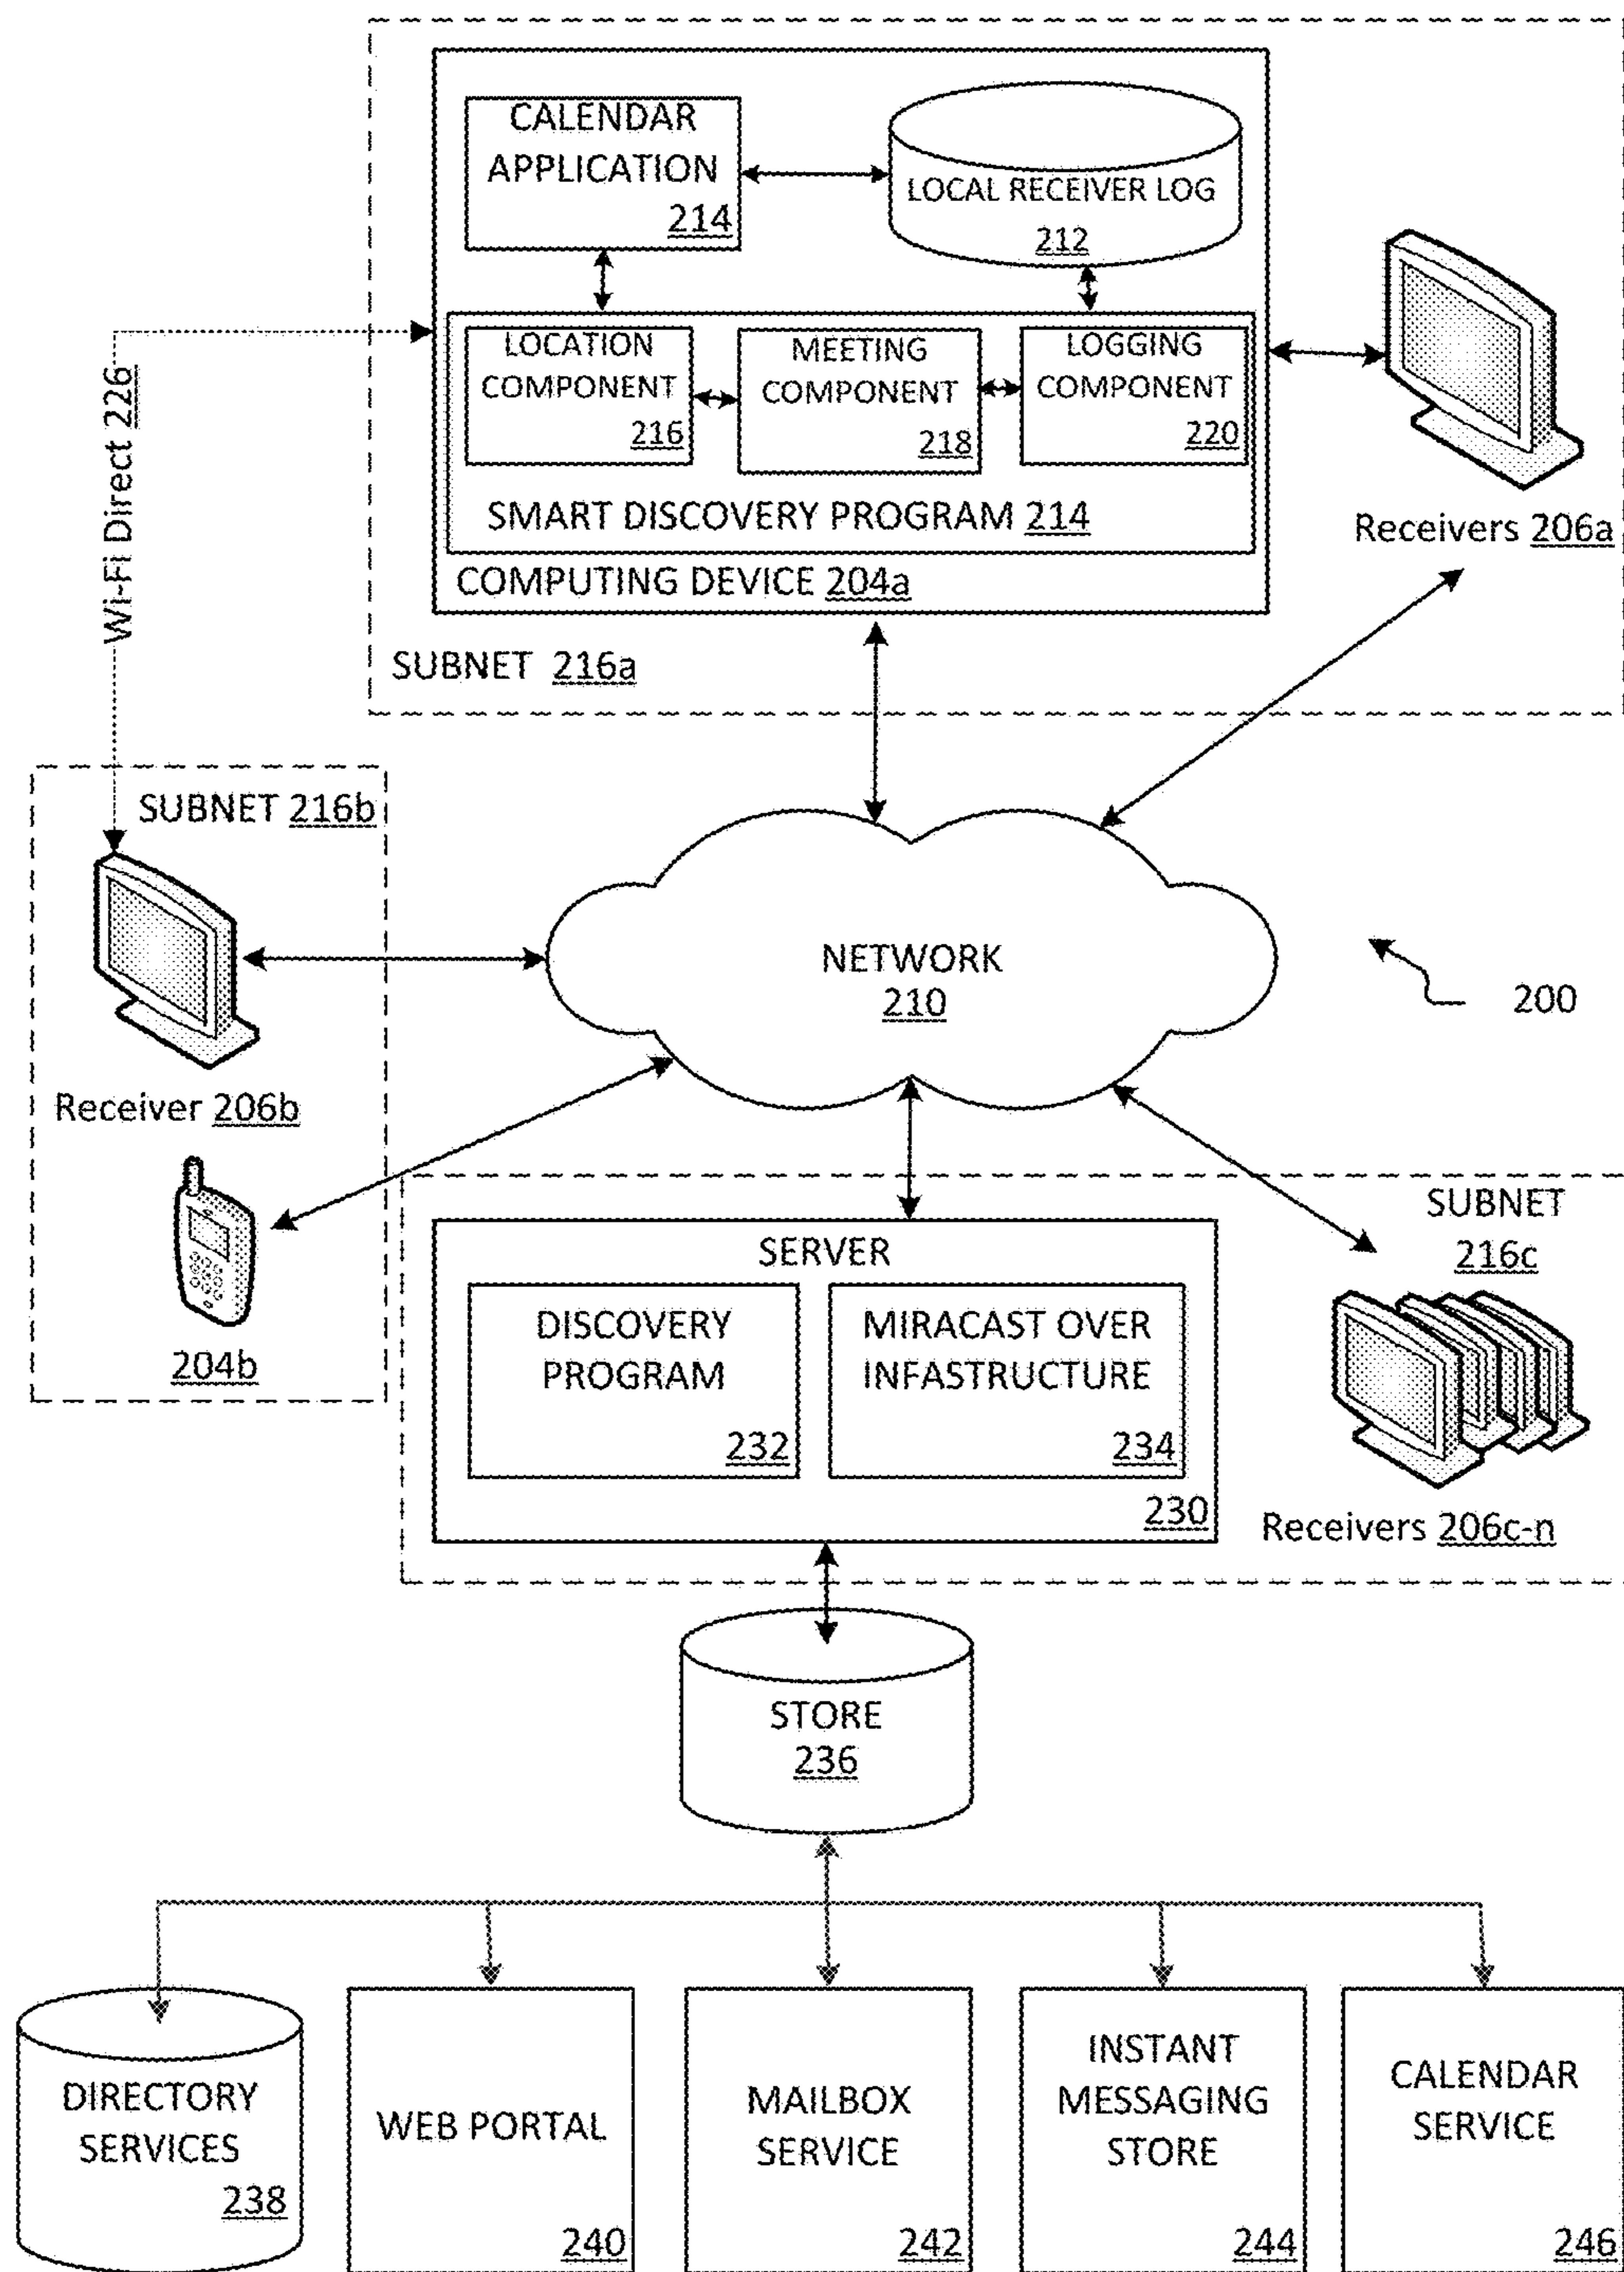 CALENDAR
APPLICATION
214
LOCAL RECEIVER LOG
212
LOCATION
COMPONENT
216
MEETING
COMPONENT
218
LOGGING
COMPONENT
220
SMART DISCOVERY PROGRAM 214
COMPUTING DEVICE 204a
SUBNET 216a
Receivers 206a
Wi-Fi Direct 226
SUBNET 216b
Receiver 206b
204b
NETWORK
210
200
SERVER
DISCOVERY
PROGRAM
232
MIRACAST OVER
INFASTRUCTURE
234
230
SUBNET
216c
Receivers 206c-n
STORE
236
DIRECTORY
SERVICES
238
WEB PORTAL
240
MAILBOX
SERVICE
242
INSTANT
MESSAGING
STORE
244
CALENDAR
SERVICE
246